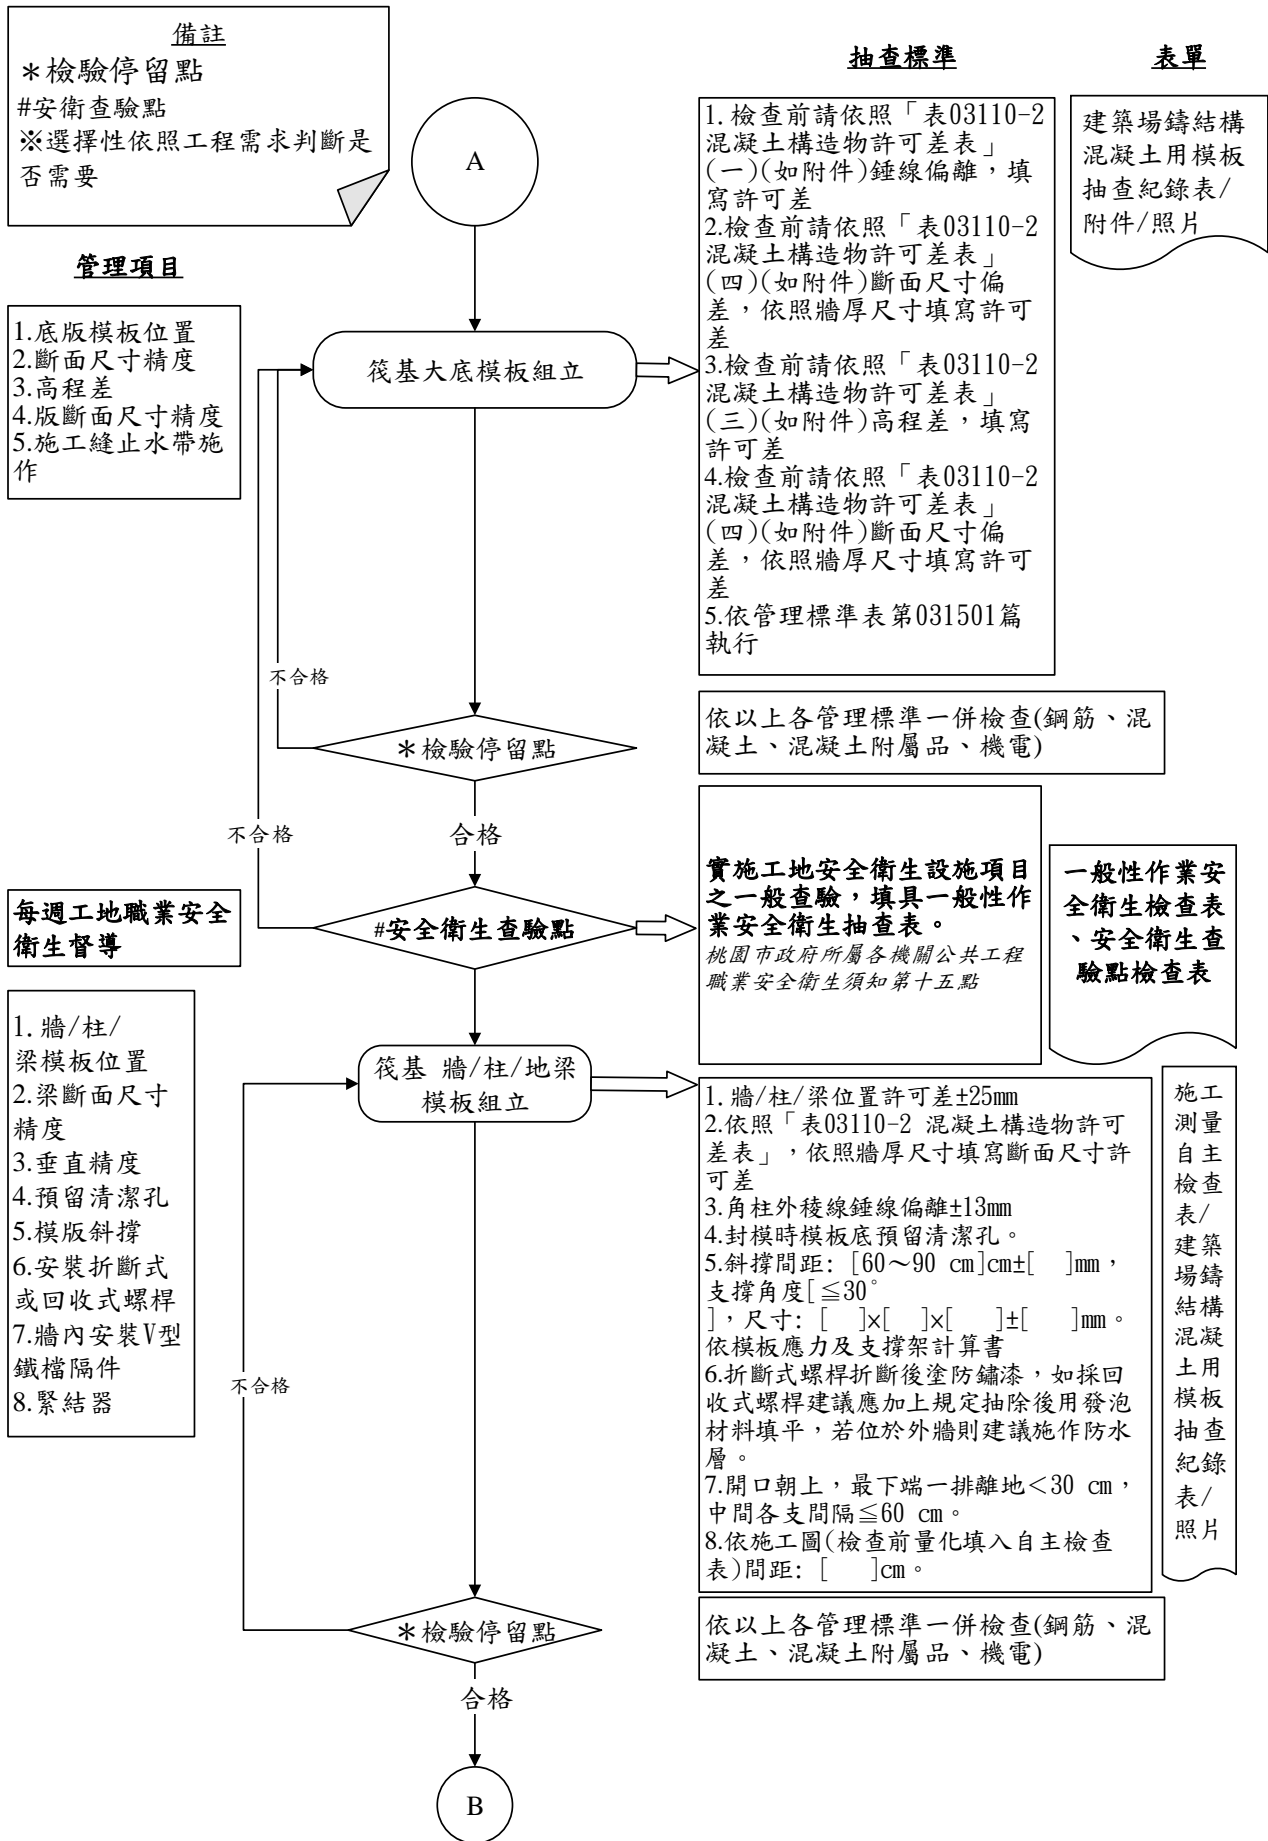 備註
＊檢驗停留點
#安衛查驗點
※選擇性依照工程需求判斷是
否需要
管理項目
抽查標準
表單
A
1.底版模板位置
2.斷面尺寸精度
3.高程差
4.版斷面尺寸精度
5.施工縫止水帶施
作
筏基大底模板組立
1.檢查前請依照「表03110-2
混凝土構造物許可差表」
(一)(如附件)錘線偏離，填
寫許可差
2.檢查前請依照「表03110-2
混凝土構造物許可差表」
(四)(如附件)斷面尺寸偏
差，依照牆厚尺寸填寫許可
差
3.檢查前請依照「表03110-2
混凝土構造物許可差表」
(三)(如附件)高程差，填寫
許可差
4.檢查前請依照「表03110-2
混凝土構造物許可差表」
(四)(如附件)斷面尺寸偏
差，依照牆厚尺寸填寫許可
差
5.依管理標準表第031501篇
執行
建築場鑄結構
混凝土用模板
抽查紀錄表/
附件/照片
不合格
＊檢驗停留點
依以上各管理標準一併檢查(鋼筋、混
凝土、混凝土附屬品、機電)
不合格
合格
每週工地職業安全
衛生督導
#安全衛生查驗點
實施工地安全衛生設施項目
之一般查驗，填具一般性作
業安全衛生抽查表。
桃園市政府所屬各機關公共工程
職業安全衛生須知第十五點
一般性作業安
全衛生檢查表
、安全衛生查
驗點檢查表
1.牆/柱/
梁模板位置
2.梁斷面尺寸
精度
3.垂直精度
4.預留清潔孔
5.模版斜撐
6.安裝折斷式
或回收式螺桿
7.牆內安裝V型
鐵檔隔件
8.緊結器
筏基 牆/柱/地梁
模板組立
1.牆/柱/梁位置許可差±25mm
2.依照「表03110-2 混凝土構造物許可
差表」，依照牆厚尺寸填寫斷面尺寸許
可差
3.角柱外稜線錘線偏離±13mm
4.封模時模板底預留清潔孔。
5.斜撐間距: [60～90 cm]cm±[ ]mm，
支撐角度[≦30°
]，尺寸: [ ]×[ ]×[ ]±[ ]mm。
依模板應力及支撐架計算書
6.折斷式螺桿折斷後塗防鏽漆，如採回
收式螺桿建議應加上規定抽除後用發泡
材料填平，若位於外牆則建議施作防水
層。
7.開口朝上，最下端一排離地＜30 cm，
中間各支間隔≦60 cm。
8.依施工圖(檢查前量化填入自主檢查
表)間距: [ ]cm。
施工
測量
自主
檢查
表/
建築
場鑄
結構
混凝
土用
模板
抽查
紀錄
表/
照片
不合格
＊檢驗停留點
依以上各管理標準一併檢查(鋼筋、混
凝土、混凝土附屬品、機電)
合格
B